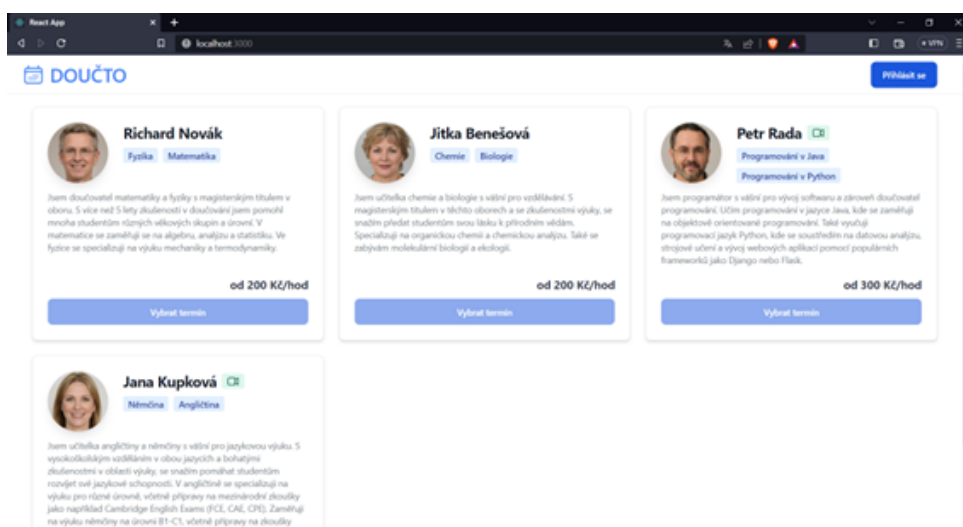 React App
localhost:3000
VPN
DOUČTO
Přihlásit se
Richard Novák
Fyzika Matematika
Jsem doučovatel matematiky a fyziky s magisterským titulem v
oboru. S více než 5 lety zkušeností v doučování jsem pomohl
mnoha studentům různých věkových skupin a úrovní. V
matematice se zaměřuji se na algebru, analýzu a statistiku. Ve
fyzice se specializuji na výuku mechaniky a termodynamiky.
od 200 Kč/hod
Vybrat termín
Jitka Benešová
Chemie Biologie
Jsem učitelka chemie a biologie s vášní pro vzdělávání. S
magisterským titulem v těchto oborech a se zkušenostmi výuky, se
snažím předat studentům svou lásku k přírodním vědám.
Specializuji na organickou chemii a chemickou analýzu. Také se
zabývám molekulární biologií a ekologií.
od 200 Kč/hod
Vybrat termín
Petr Rada
Programování v Java
Programování v Python
Jsem programátor s vášní pro vývoj softwaru a zároveň doučovatel
programování. Učím programování v jazyce Java, kde se zaměřuji
na objektově orientované programování. Také vyučuji
programovací jazyk Python, kde se soustředím na datovou analýzu,
strojové učení a vývoj webových aplikací pomocí populárních
frameworků jako Django nebo Flask.
od 300 Kč/hod
Vybrat termín
Jana Kupková
Němčina Angličtina
Jsem učitelka angličtiny a němčiny s vášní pro jazykovou výuku. S
vysokoškolským vzděláním v obou jazycích a bohatými
zkušenostmi v oblasti výuky, se snažím pomáhat studentům
rozvíjet své jazykové schopnosti. V angličtině se specializuji na
výuku pro různé úrovně, včetně přípravy na mezinárodní zkoušky
jako například Cambridge English Exams (FCE, CAE, CPE). Zaměřuji
na výuku němčiny na úrovni B1-C1, včetně přípravy na zkoušky